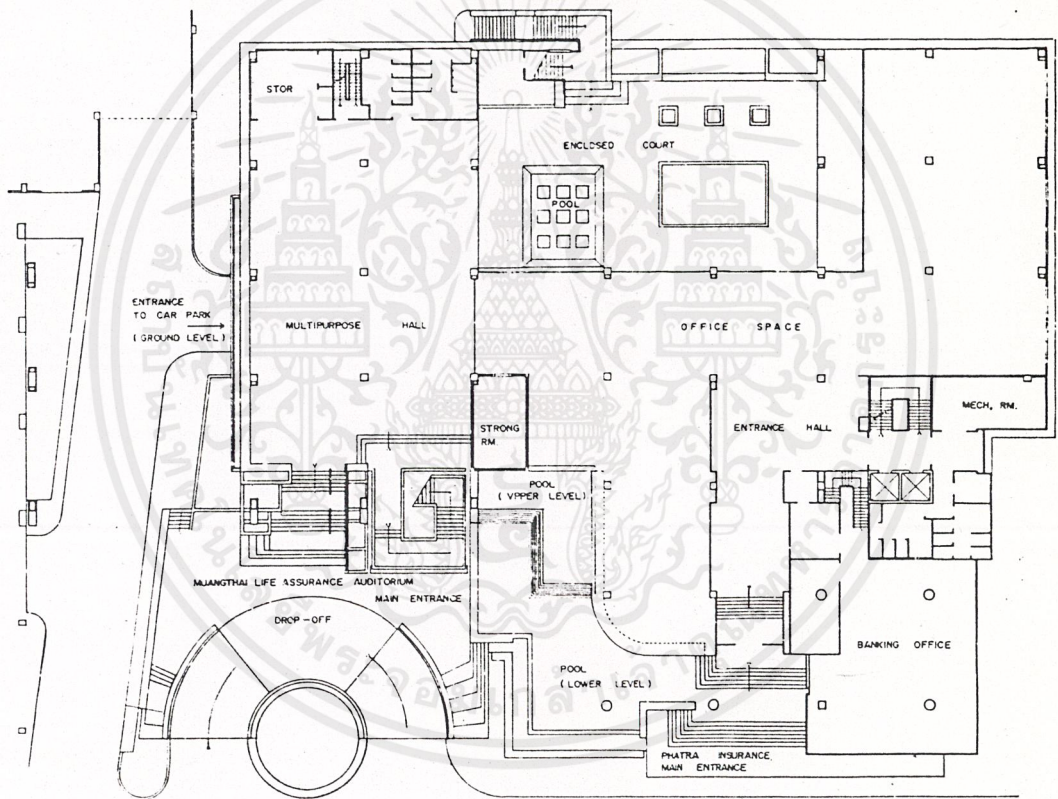 STOR
ENCLOSED COURT
POOL
ENTRANCE
TO CAR PARK
( GROUND LEVEL )
MULTIPURPOSE HALL
OFFICE SPACE
STRONG
RM
ENTRANCE HALL
MECH. RM.
POOL
( UPPER LEVEL )
MUANGTHAI LIFE ASSURANCE AUDITORIUM
MAIN ENTRANCE
DROP-OFF
BANKING OFFICE
POOL
( LOWER LEVEL )
PHATRA INSURANCE
MAIN ENTRANCE